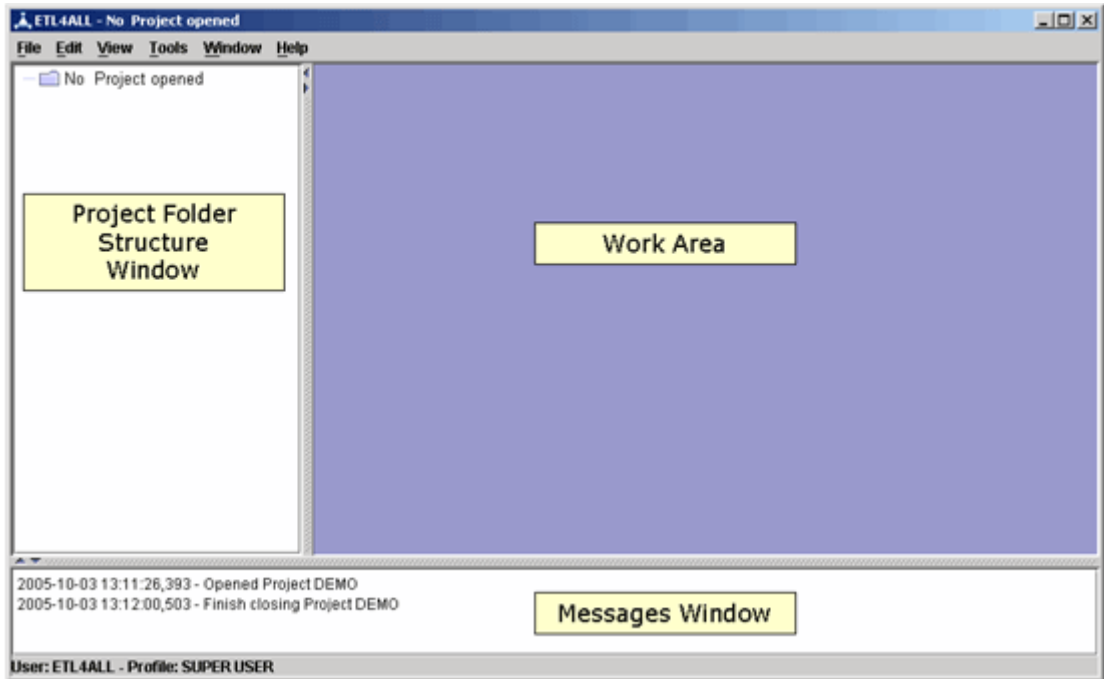 ETL4ALL - No Project opened
File Edit View Tools Window Help
No Project opened
Project Folder
Structure
Window
Work Area
2005-10-03 13:11:26,393 - Opened Project DEMO
2005-10-03 13:12:00,503 - Finish closing Project DEMO
Messages Window
User: ETL4ALL - Profile: SUPER USER